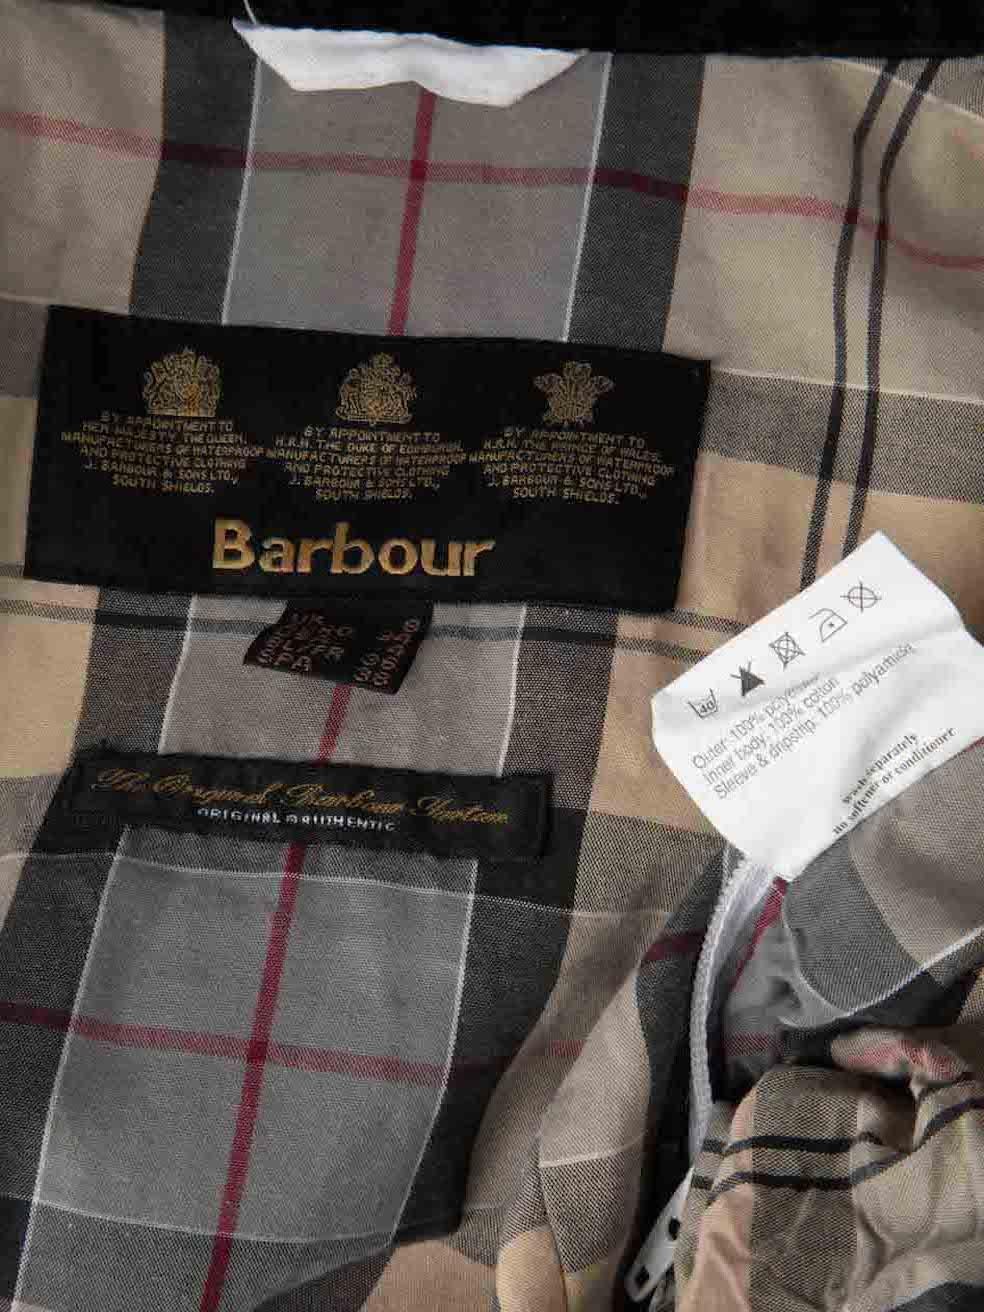 BY APPOINTMENT TO
HER MAJESTY THE QUEEN,
MANUFACTURERS OF WATERPROOF
AND PROTECTIVE CLOTHING
J. BARBOUR & SONS LTD.,
SOUTH SHIELDS.
BY APPOINTMENT TO
H.R.H. THE DUKE OF EDINBURGH,
MANUFACTURERS OF WATERPROOF
AND PROTECTIVE CLOTHING
J. BARBOUR & SONS LTD.,
SOUTH SHIELDS.
BY APPOINTMENT TO
H.R.H. THE PRINCE OF WALES,
MANUFACTURERS OF WATERPROOF
AND PROTECTIVE CLOTHING
J. BARBOUR & SONS LTD.,
SOUTH SHIELDS.
Barbour
The Original Barbour Tartan
ORIGINAL & AUTHENTIC
40
Outer: 100% polyester
Inner body: 100% cotton
Sleeve & dripstrip: 100% polyamide
Wash separately
no softener or conditioner